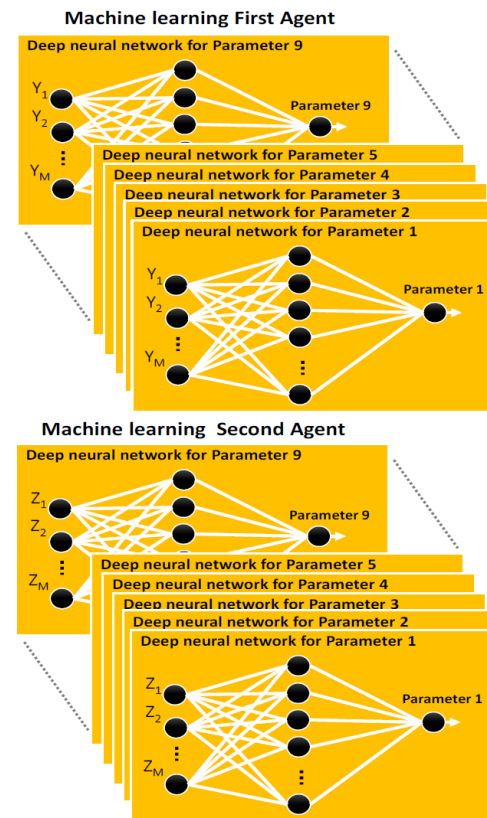 Machine learning First Agent
Deep neural network for Parameter 9
Y1
Y2
YM
Parameter 9
Deep neural network for Parameter 5
Deep neural network for Parameter 4
Deep neural network for Parameter 3
Deep neural network for Parameter 2
Deep neural network for Parameter 1
Y1
Y2
YM
Parameter 1
Machine learning Second Agent
Deep neural network for Parameter 9
Z1
Z2
ZM
Parameter 9
Deep neural network for Parameter 5
Deep neural network for Parameter 4
Deep neural network for Parameter 3
Deep neural network for Parameter 2
Deep neural network for Parameter 1
Z1
Z2
ZM
Parameter 1